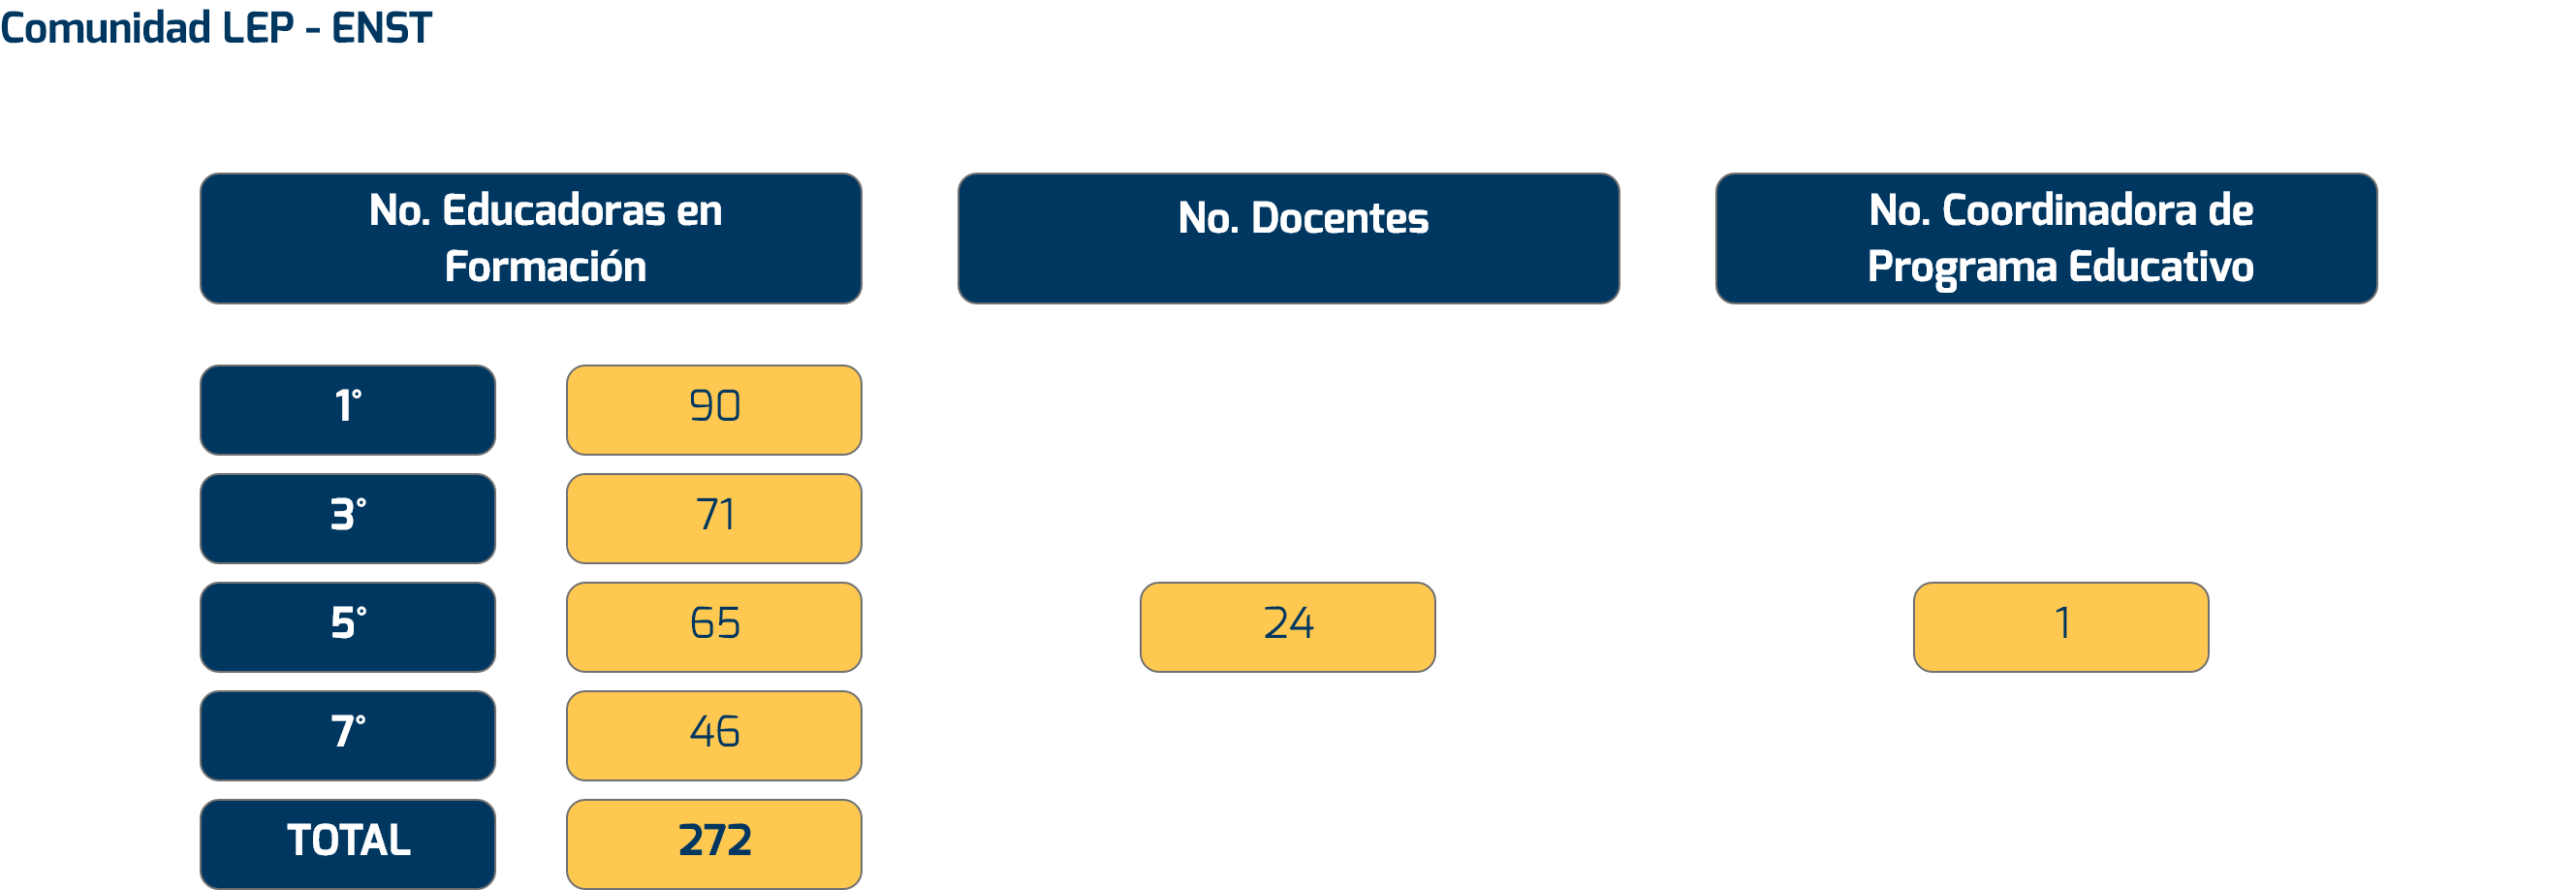 Comunidad LEP - ENST
No. Educadoras en
Formación
No. Docentes
No. Coordinadora de
Programa Educativo
1°
90
3°
71
5°
65
24
1
7°
46
TOTAL
272